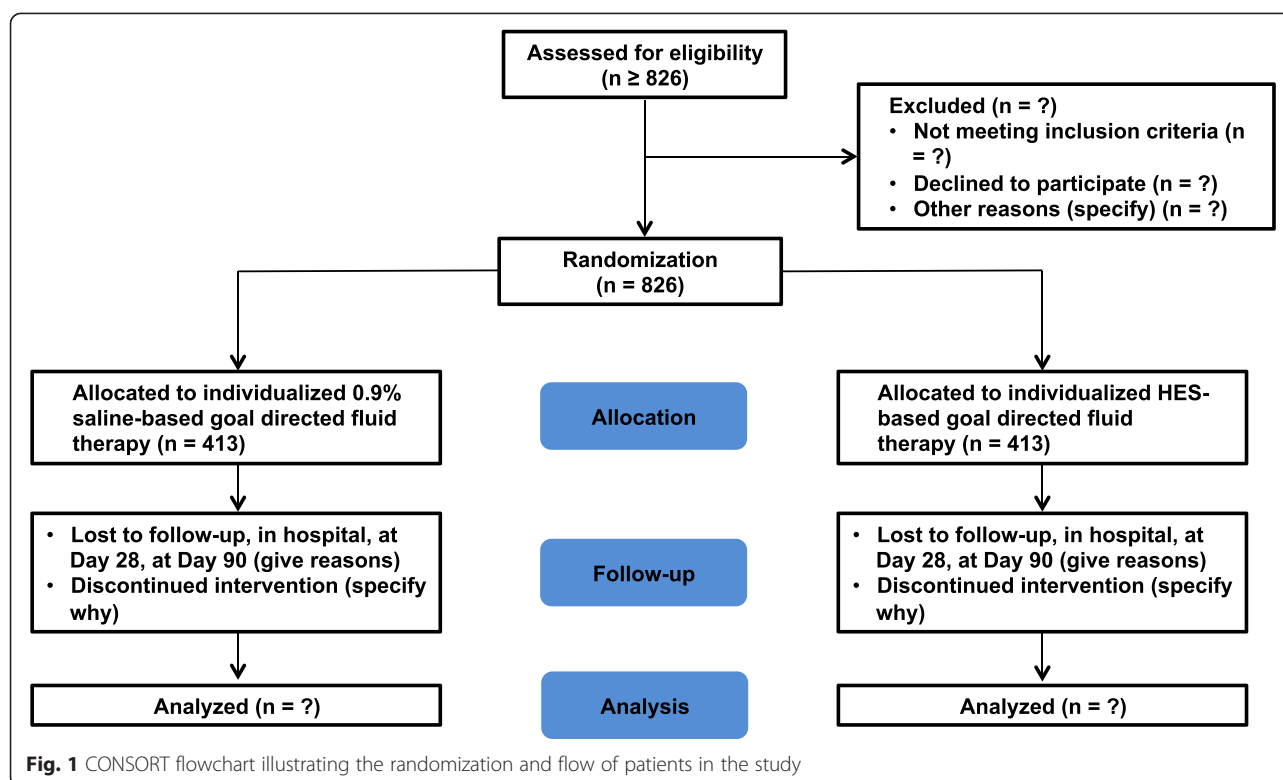 Assessed for eligibility
(n ≥ 826)
Excluded (n = ?)
• Not meeting inclusion criteria (n
= ?)
• Declined to participate (n = ?)
• Other reasons (specify) (n = ?)
Randomization
(n = 826)
Allocated to individualized 0.9%
saline-based goal directed fluid
therapy (n = 413)
Allocation
Allocated to individualized HES-
based goal directed fluid
therapy (n = 413)
• Lost to follow-up, in hospital, at
Day 28, at Day 90 (give reasons)
• Discontinued intervention (specify
why)
Follow-up
• Lost to follow-up, in hospital, at
Day 28, at Day 90 (give reasons)
• Discontinued intervention (specify
why)
Analyzed (n = ?)
Analysis
Analyzed (n = ?)
Fig. 1 CONSORT flowchart illustrating the randomization and flow of patients in the study